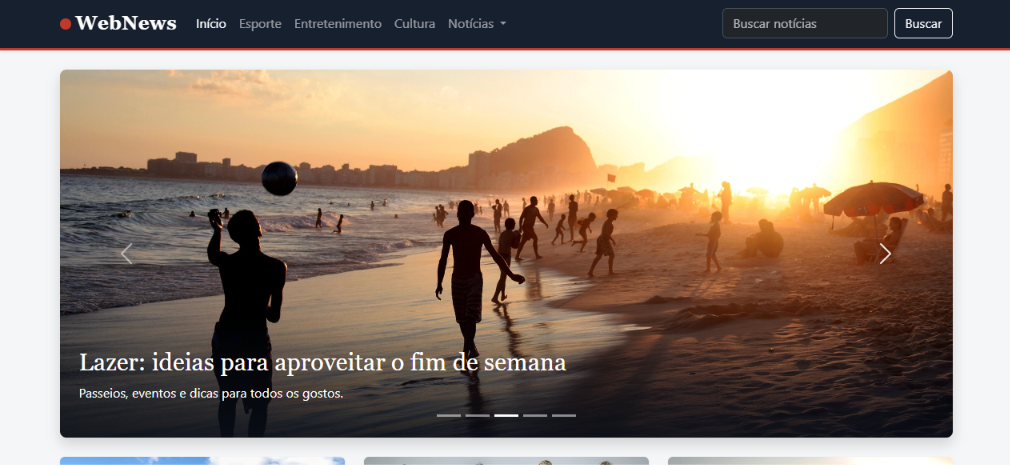 WebNews
Início Esporte Entretenimento Cultura Notícias
Buscar notícias
Buscar
Lazer: ideias para aproveitar o fim de semana
Passeios, eventos e dicas para todos os gostos.